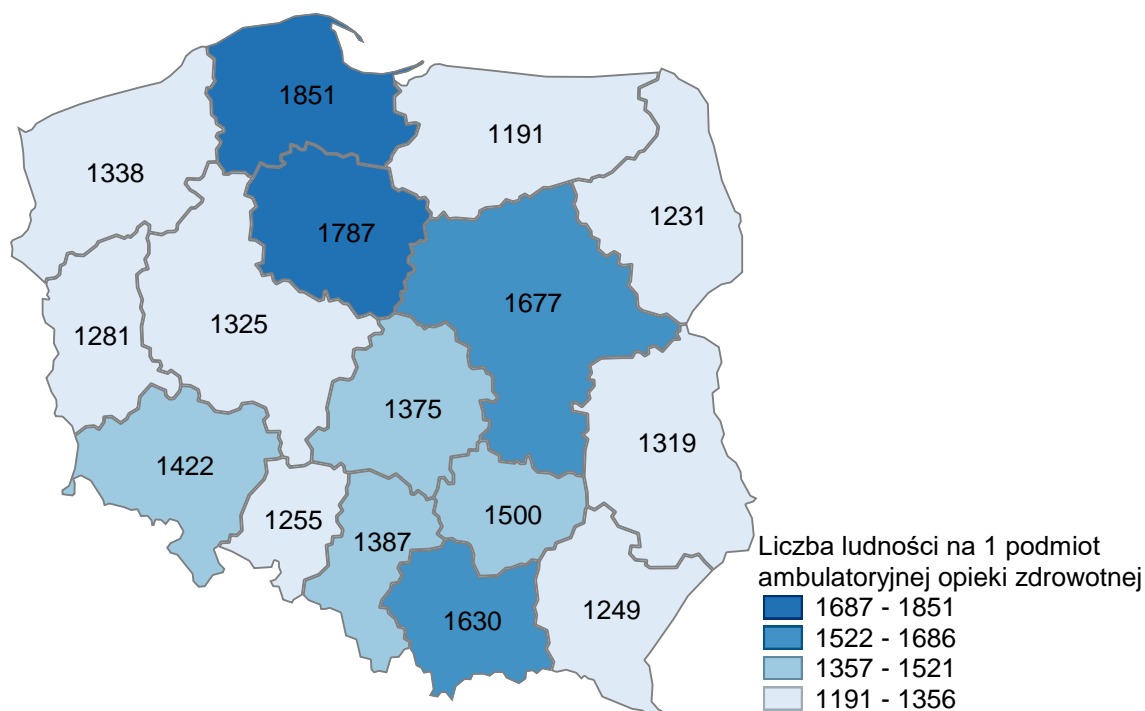 1851
1191
1338
1231
1787
1677
1325
1281
1375
1319
1422
1500
1255
1387
1249
1630
Liczba ludności na 1 podmiot
ambulatoryjnej opieki zdrowotnej
1687 - 1851
1522 - 1686
1357 - 1521
1191 - 1356